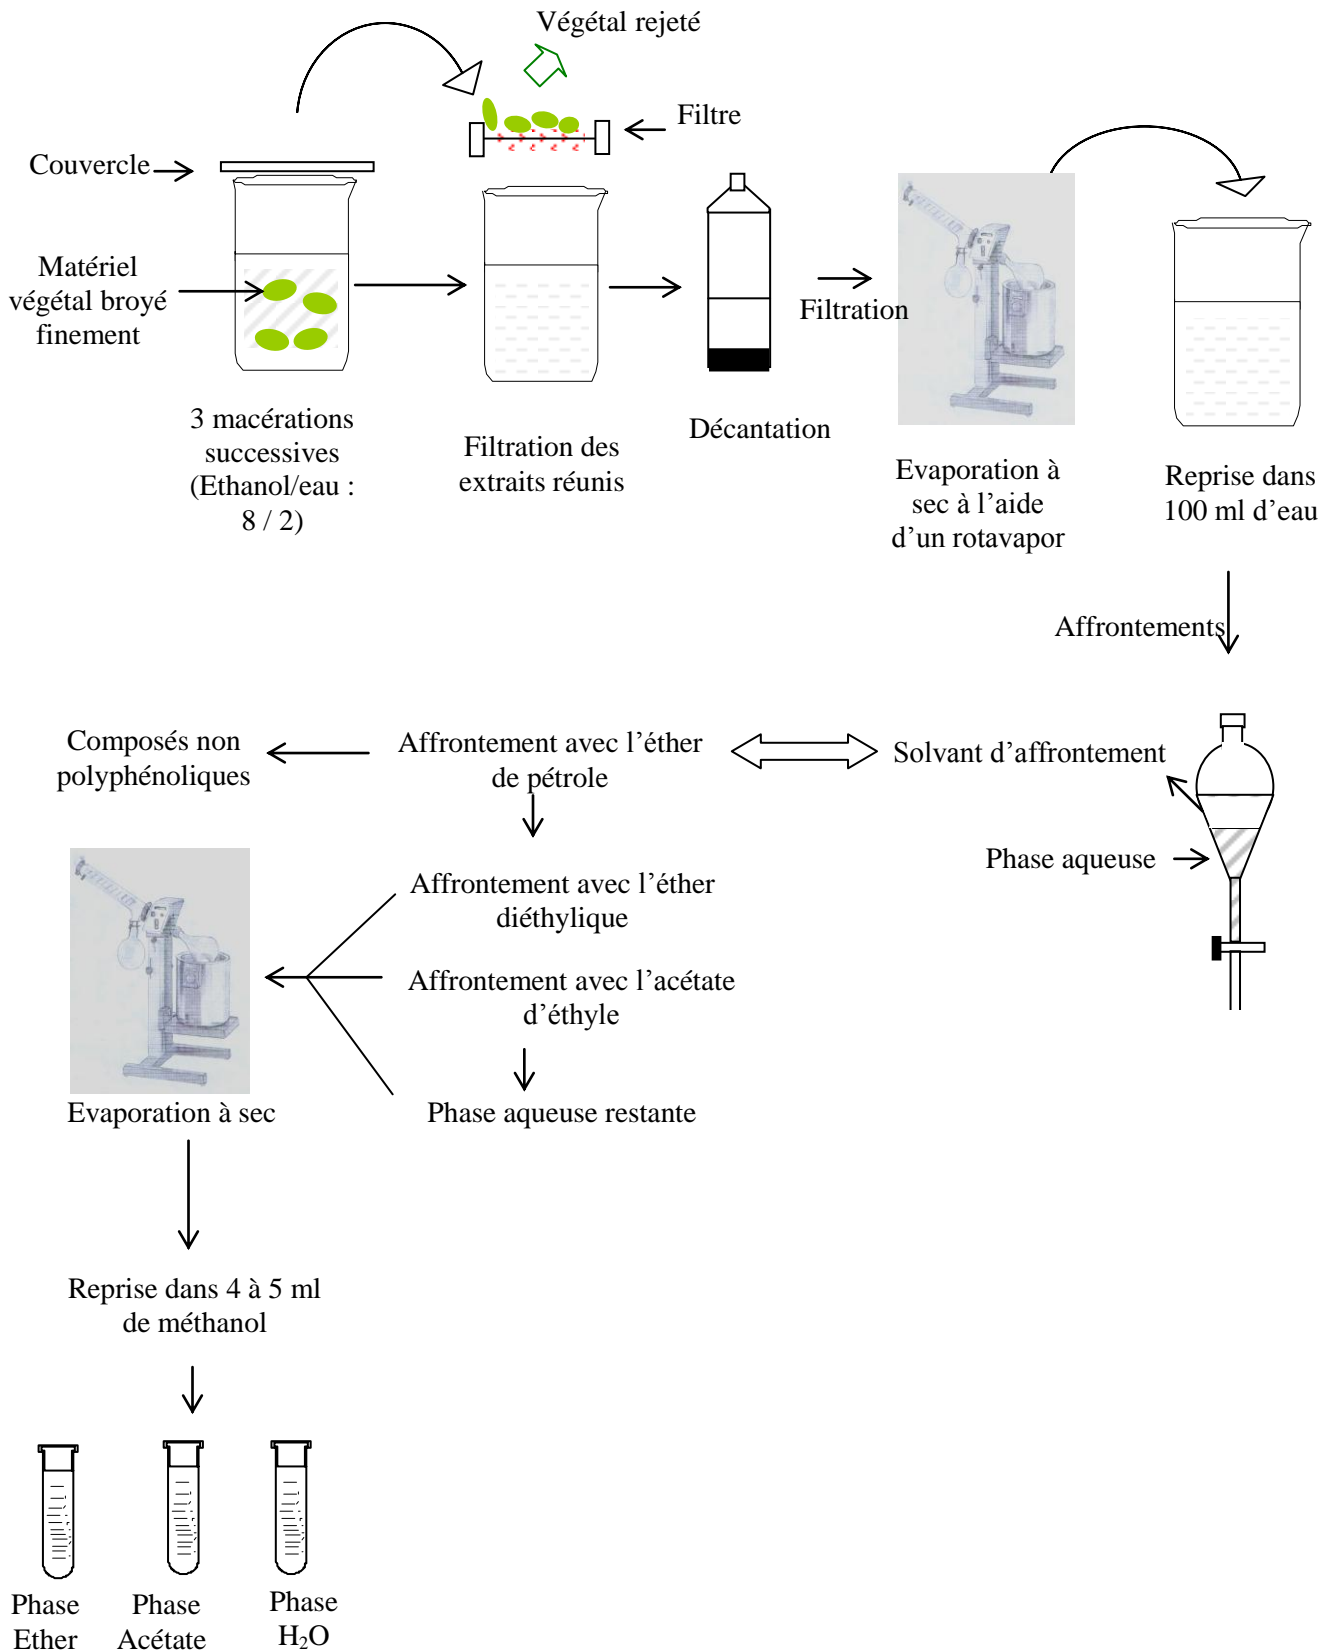 Végétal rejeté
Filtre
Couvercle
Matériel
végétal broyé
finement
Filtration
3 macérations
successives
(Ethanol/eau :
8 / 2)
Filtration des
extraits réunis
Décantation
Evaporation à
sec à l’aide
d’un rotavapor
Reprise dans
100 ml d’eau
Affrontements
Composés non
polyphénoliques
Affrontement avec l’éther
de pétrole
Solvant d’affrontement
Phase aqueuse
Affrontement avec l’éther
diéthylique
Affrontement avec l’acétate
d’éthyle
Phase aqueuse restante
Evaporation à sec
Reprise dans 4 à 5 ml
de méthanol
Phase
Ether
Phase
Acétate
Phase
H₂O